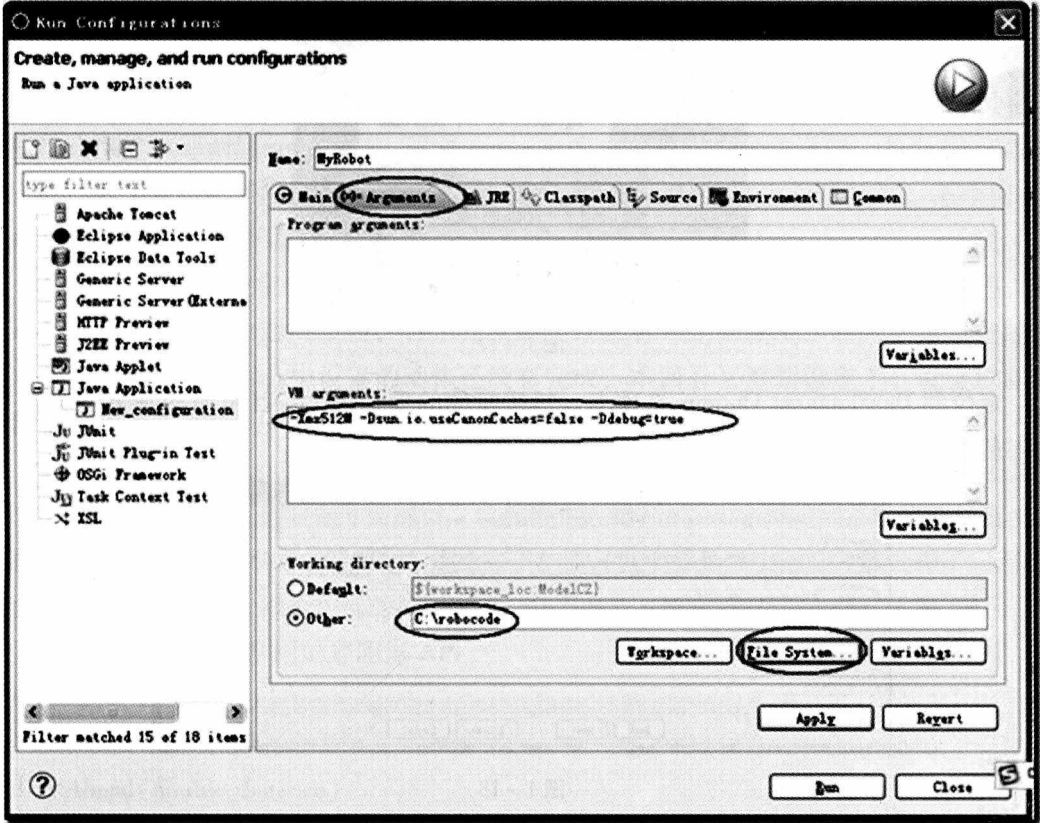 Run Configurations
Create, manage, and run configurations
Run a Java application
Name: MyRobot
type filter text
Main Arguments JRE Classpath Source Environment Common
Apache Tomcat
Eclipse Application
Eclipse Data Tools
Generic Server
Generic Server(Externe
HTTP Preview
J2EE Preview
Java Applet
Java Application
New_configuration
JUnit
JUnit Plug-in Test
OSGi Framework
Task Context Test
XSL
Filter matched 15 of 18 items
Program arguments:
Variables...
VM arguments:
-Xmx512M -Dsun.io.useCanonCaches=false -Ddebug=true
Variables...
Working directory:
Default: ${workspace_loc:ModelC2}
Other: C:\robocode
Workspace... File System... Variables...
Apply Revert
Run Close